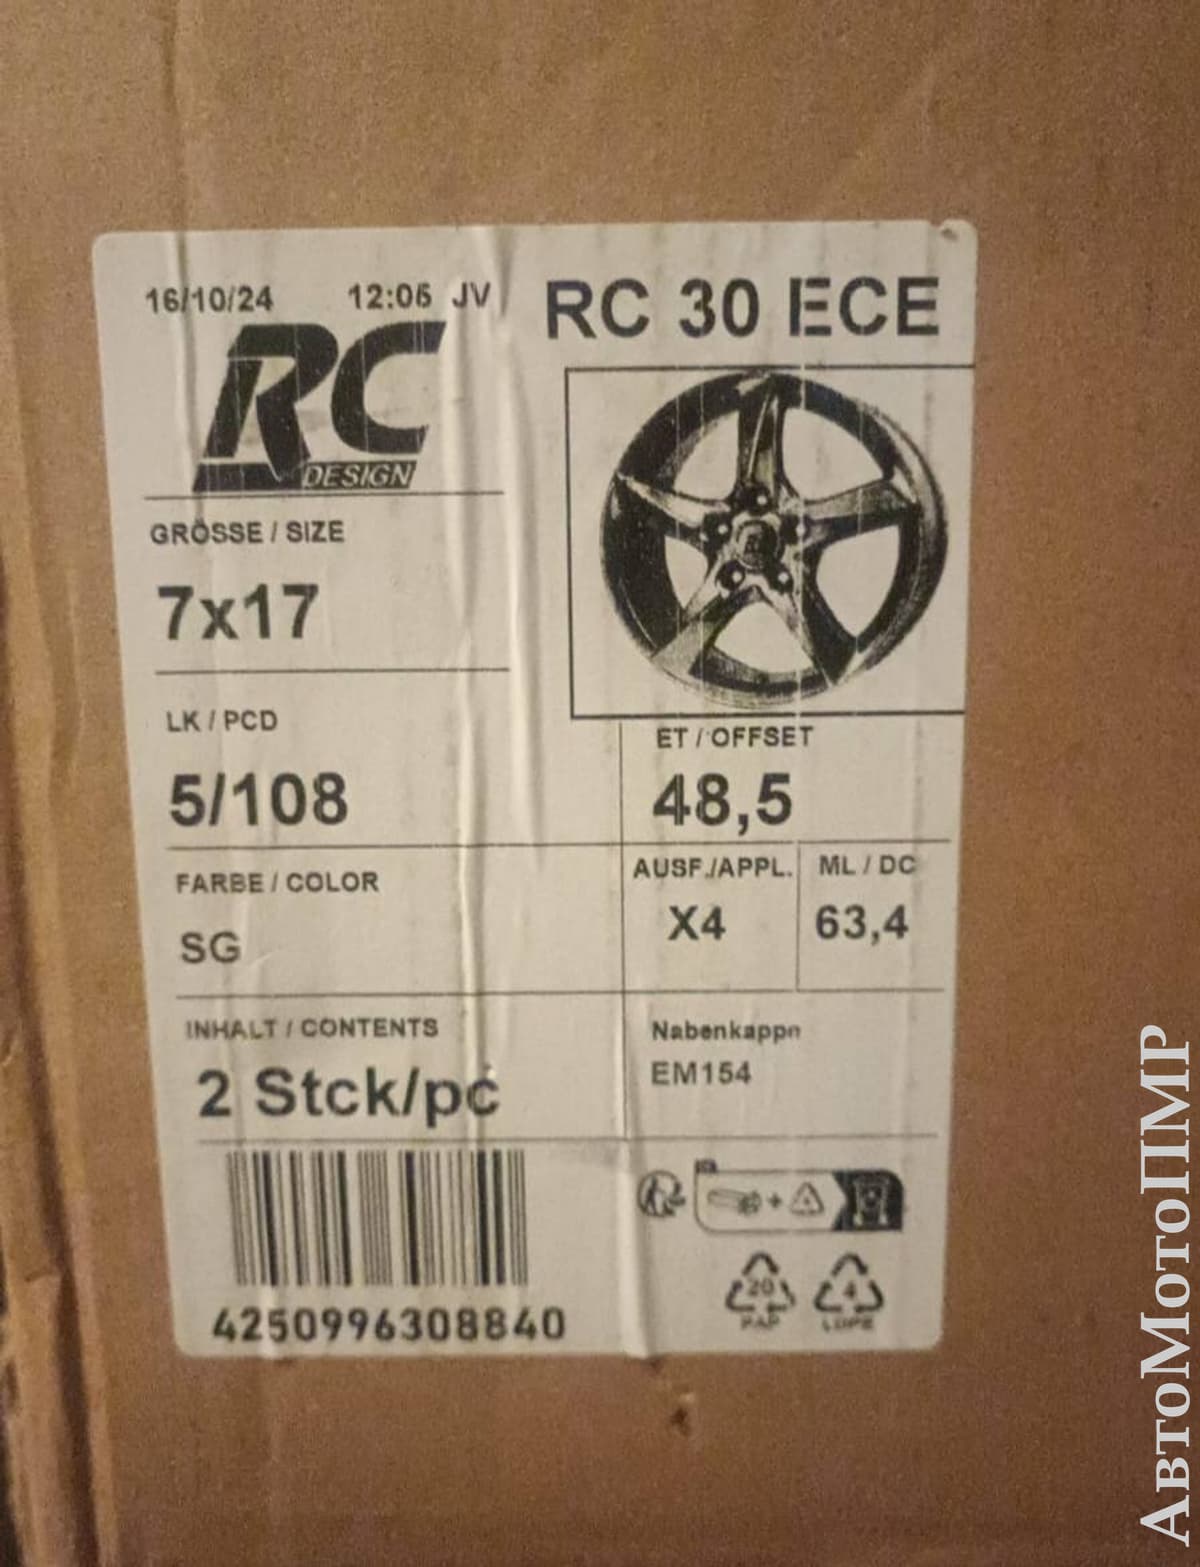 16/10/24 12:06 JV
RC 30 ECE
RC
DESIGN
GRÖSSE / SIZE
7x17
LK / PCD
5/108
ET / OFFSET
48,5
FARBE / COLOR
SG
AUSF./APPL.
X4
ML / DC
63,4
INHALT / CONTENTS
2 Stck/pc
Nabenkappe
EM154
4250996308840
20
PAP
4
LDPE
АвтоМотоПМР